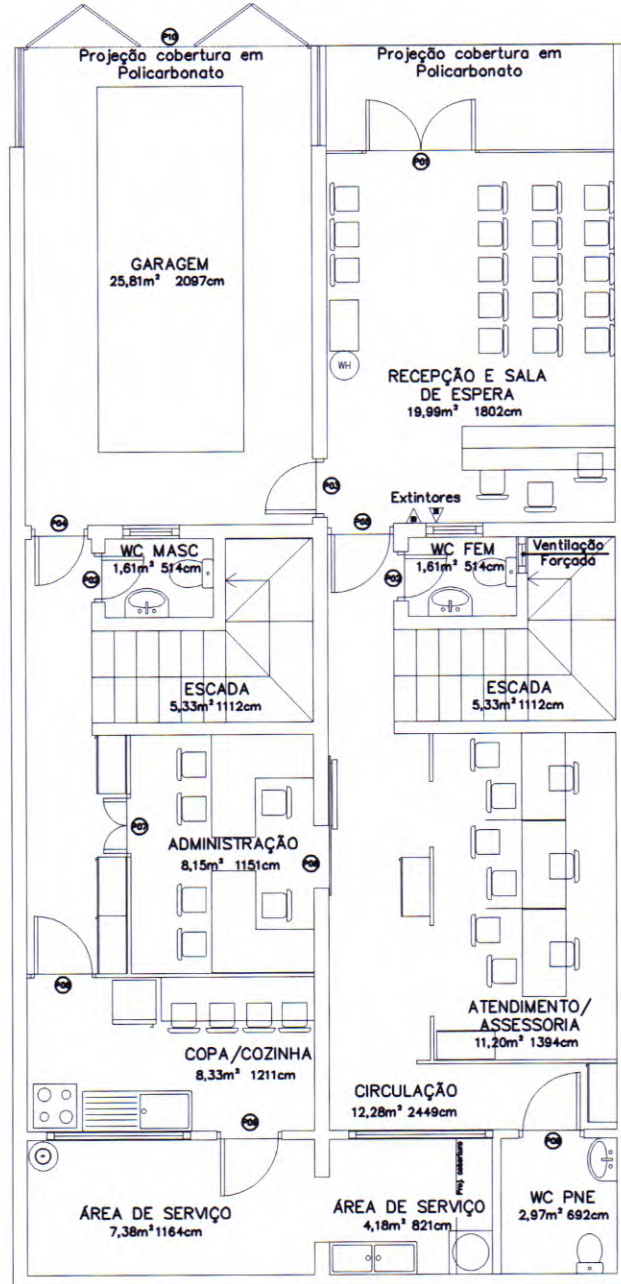 P10
Projeção cobertura em
Policarbonato
Projeção cobertura em
Policarbonato
P01
GARAGEM
25,81m² 2097cm
WH
RECEPÇÃO E SALA
DE ESPERA
19,99m² 1802cm
P03
Extintores
P04
WC MASC
1,61m² 514cm
P02
WC FEM
1,61m² 514cm
P02
Ventilação
Forçada
ESCADA
5,33m² 1112cm
ESCADA
5,33m² 1112cm
P07
ADMINISTRAÇÃO
8,15m² 1151cm
ATENDIMENTO/
ASSESSORIA
11,20m² 1394cm
COPA/COZINHA
8,33m² 1211cm
CIRCULAÇÃO
12,28m² 2449cm
Proj. cobertura
ÁREA DE SERVIÇO
7,38m² 1164cm
ÁREA DE SERVIÇO
4,18m² 821cm
WC PNE
2,97m² 692cm